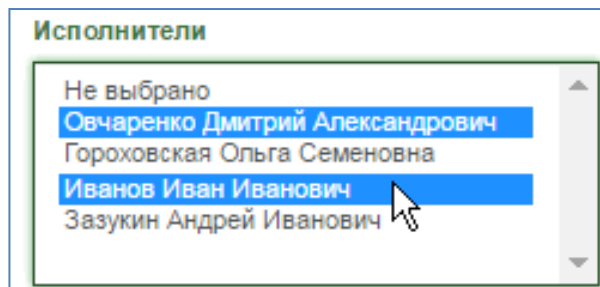 Исполнители
Не выбрано
Овчаренко Дмитрий Александрович
Гороховская Ольга Семеновна
Иванов Иван Иванович
Зазукин Андрей Иванович